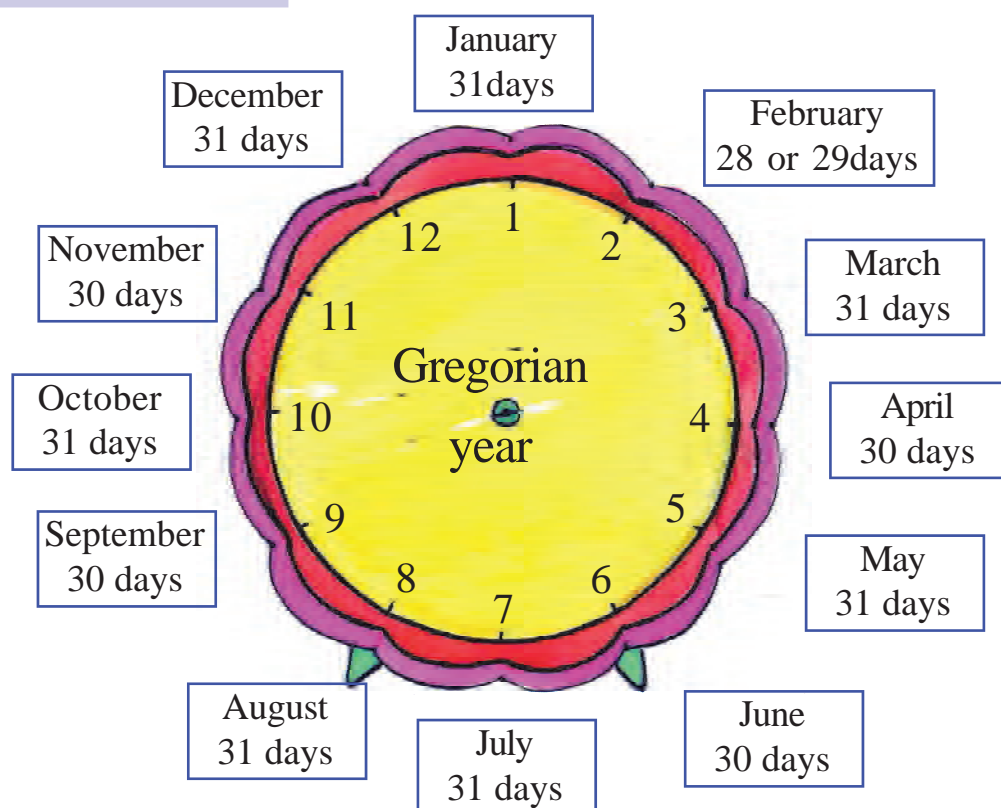 January
31days
February
28 or 29days
March
31 days
April
30 days
May
31 days
June
30 days
July
31 days
August
31 days
September
30 days
October
31 days
November
30 days
December
31 days
1
2
3
4
5
6
7
8
9
10
11
12
Gregorian
year